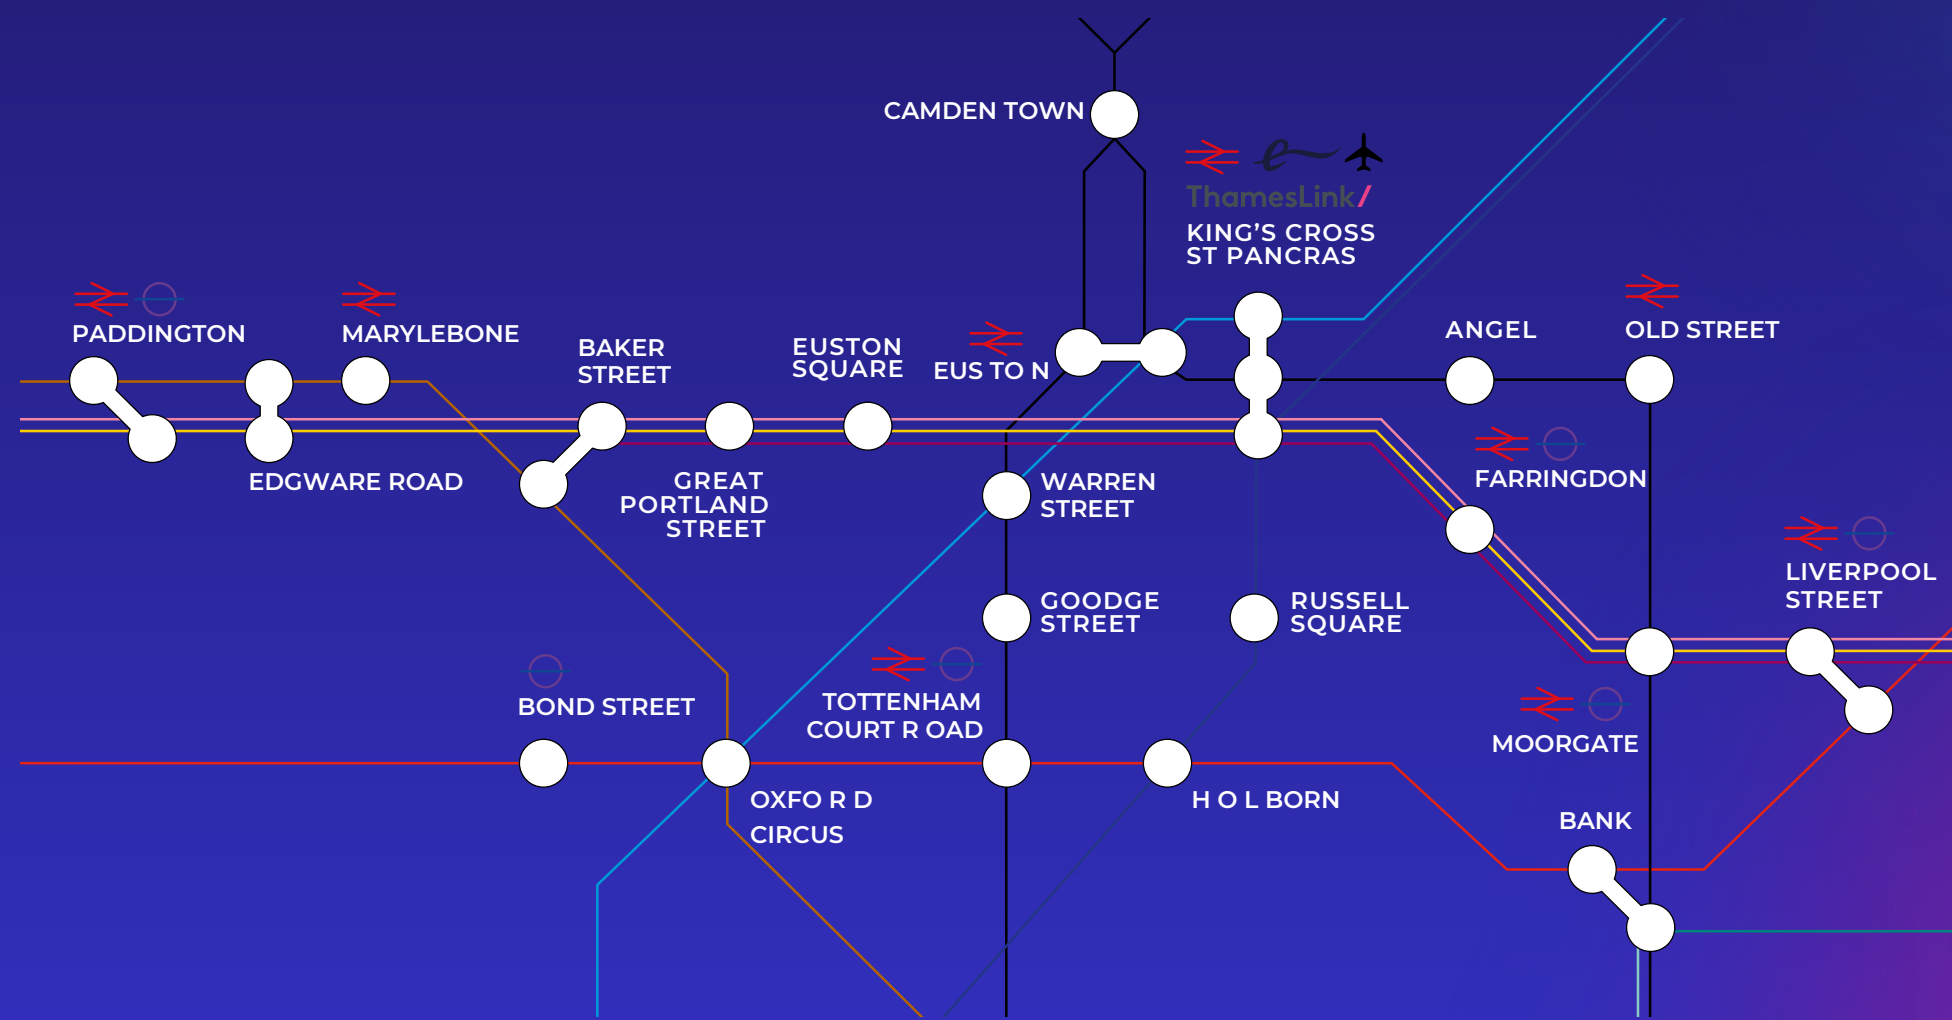 CAMDEN TOWN
e
ThamesLink/
KING'S CROSS
ST PANCRAS
PADDINGTON
MARYLEBONE
BAKER
STREET
EUSTON
SQUARE
EUS TO N
ANGEL
OLD STREET
EDGWARE ROAD
GREAT
PORTLAND
STREET
WARREN
STREET
FARRINGDON
GOODGE
STREET
RUSSELL
SQUARE
LIVERPOOL
STREET
BOND STREET
TOTTENHAM
COURT R OAD
MOORGATE
OXFO R D
CIRCUS
H O L BORN
BANK